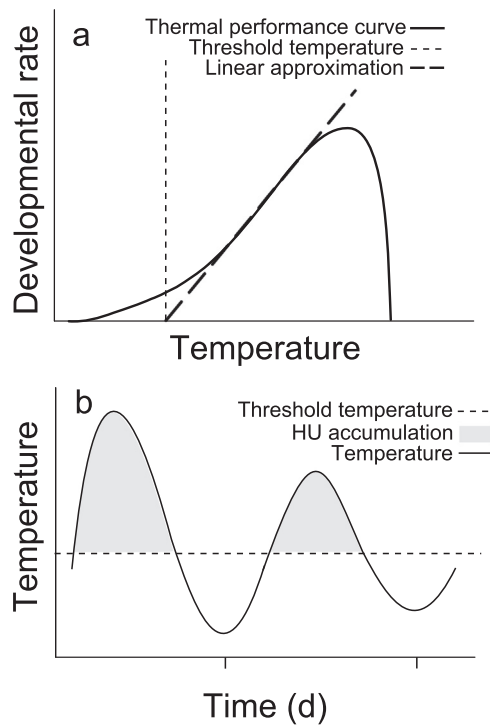 a
Thermal performance curve
Threshold temperature
Linear approximation
Developmental rate
Temperature
b
Threshold temperature
HU accumulation
Temperature
Temperature
Time (d)